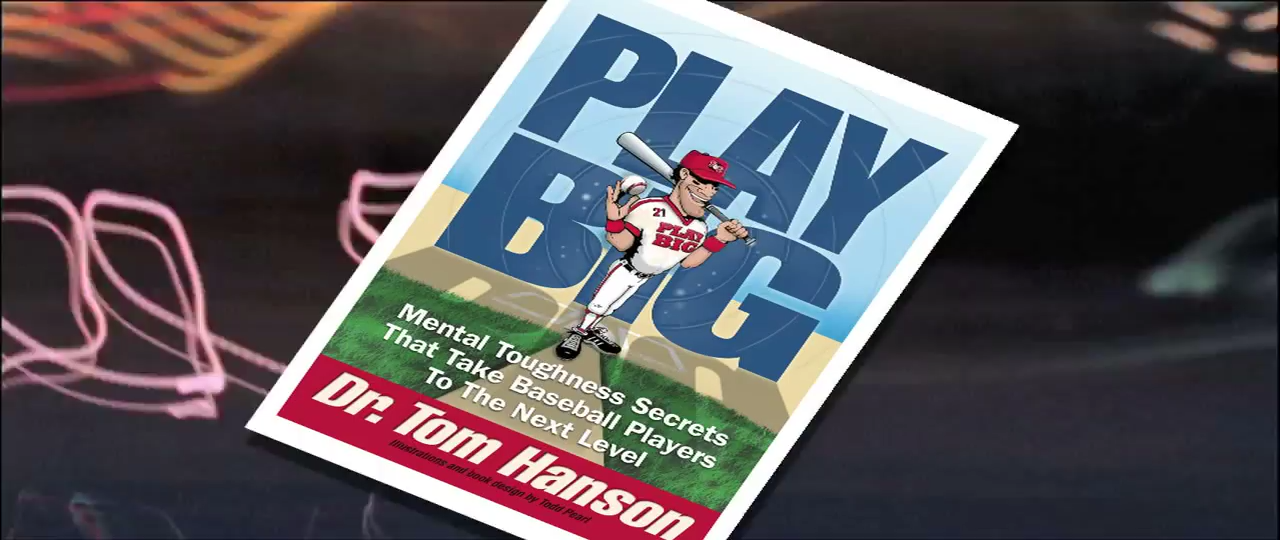 PLAY
BIG
21
PLAY
BIG
Mental Toughness Secrets
That Take Baseball Players
To The Next Level
Dr. Tom Hanson
Illustrations and book design by Todd Pearl